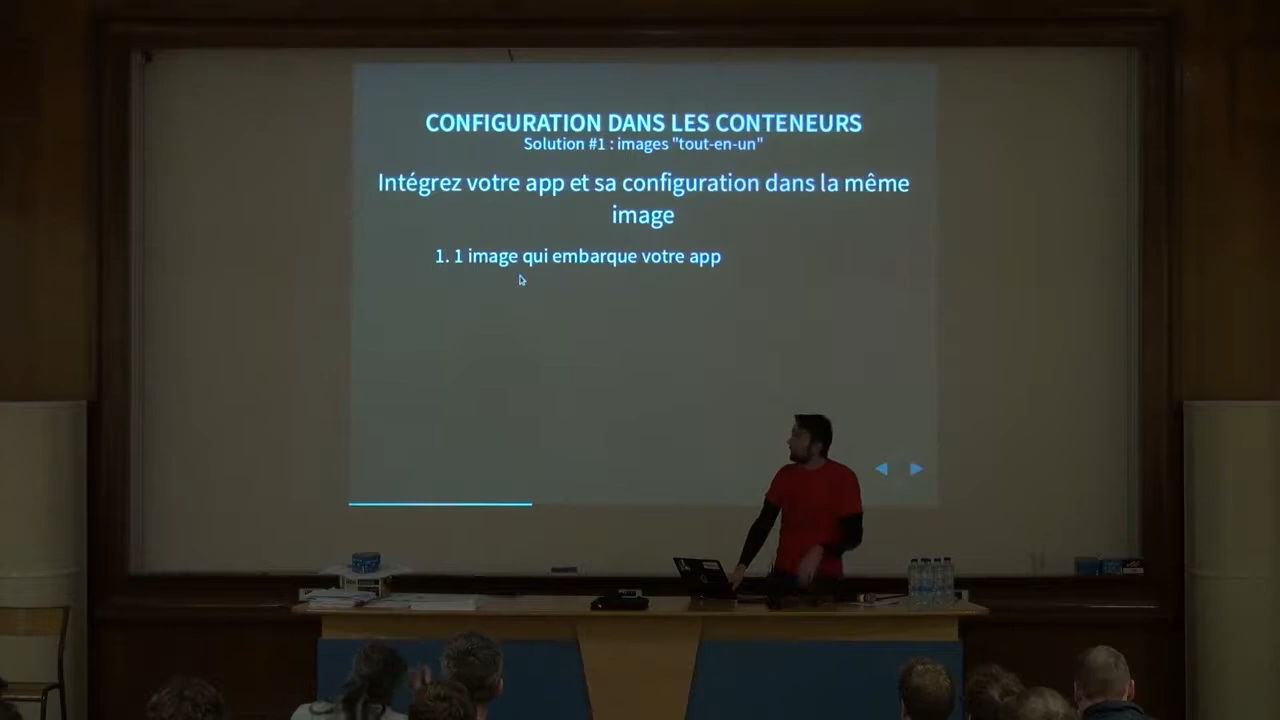 CONFIGURATION DANS LES CONTENEURS
Solution #1 : images "tout-en-un"
Intégrez votre app et sa configuration dans la même
image
1. 1 image qui embarque votre app